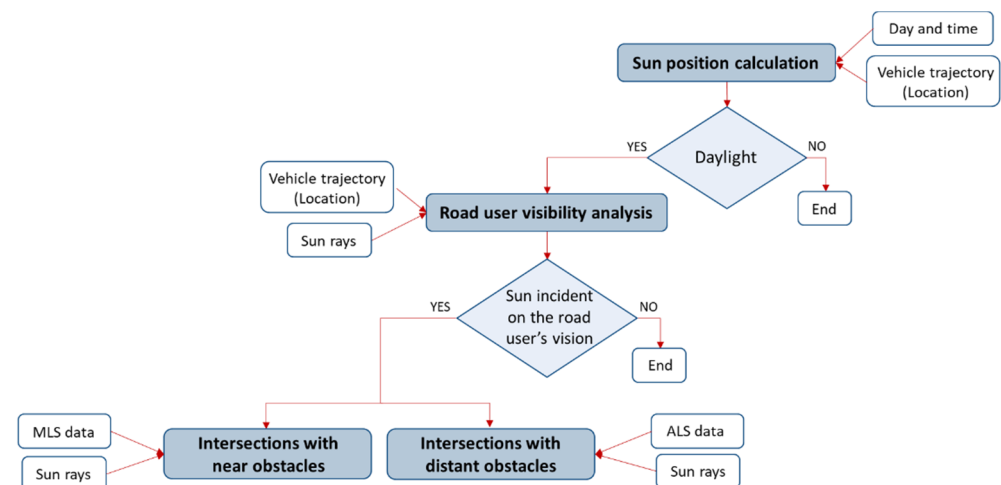 Day and time
Sun position calculation
Vehicle trajectory
(Location)
YES
Daylight
NO
End
Vehicle trajectory
(Location)
Sun rays
Road user visibility analysis
YES
Sun incident
on the road
user's vision
NO
End
MLS data
Sun rays
Intersections with
near obstacles
Intersections with
distant obstacles
ALS data
Sun rays